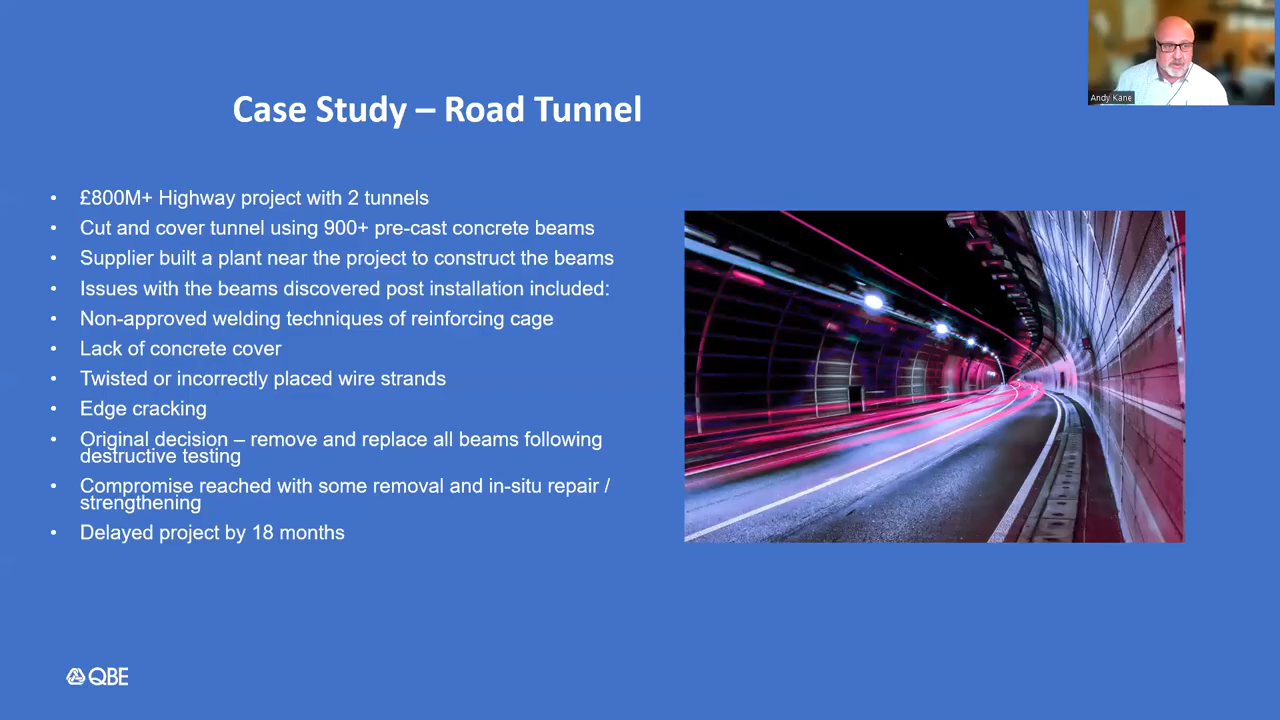 Andy Kane
Case Study – Road Tunnel
• £800M+ Highway project with 2 tunnels
• Cut and cover tunnel using 900+ pre-cast concrete beams
• Supplier built a plant near the project to construct the beams
• Issues with the beams discovered post installation included:
• Non-approved welding techniques of reinforcing cage
• Lack of concrete cover
• Twisted or incorrectly placed wire strands
• Edge cracking
• Original decision – remove and replace all beams following
destructive testing
• Compromise reached with some removal and in-situ repair /
strengthening
• Delayed project by 18 months
QBE